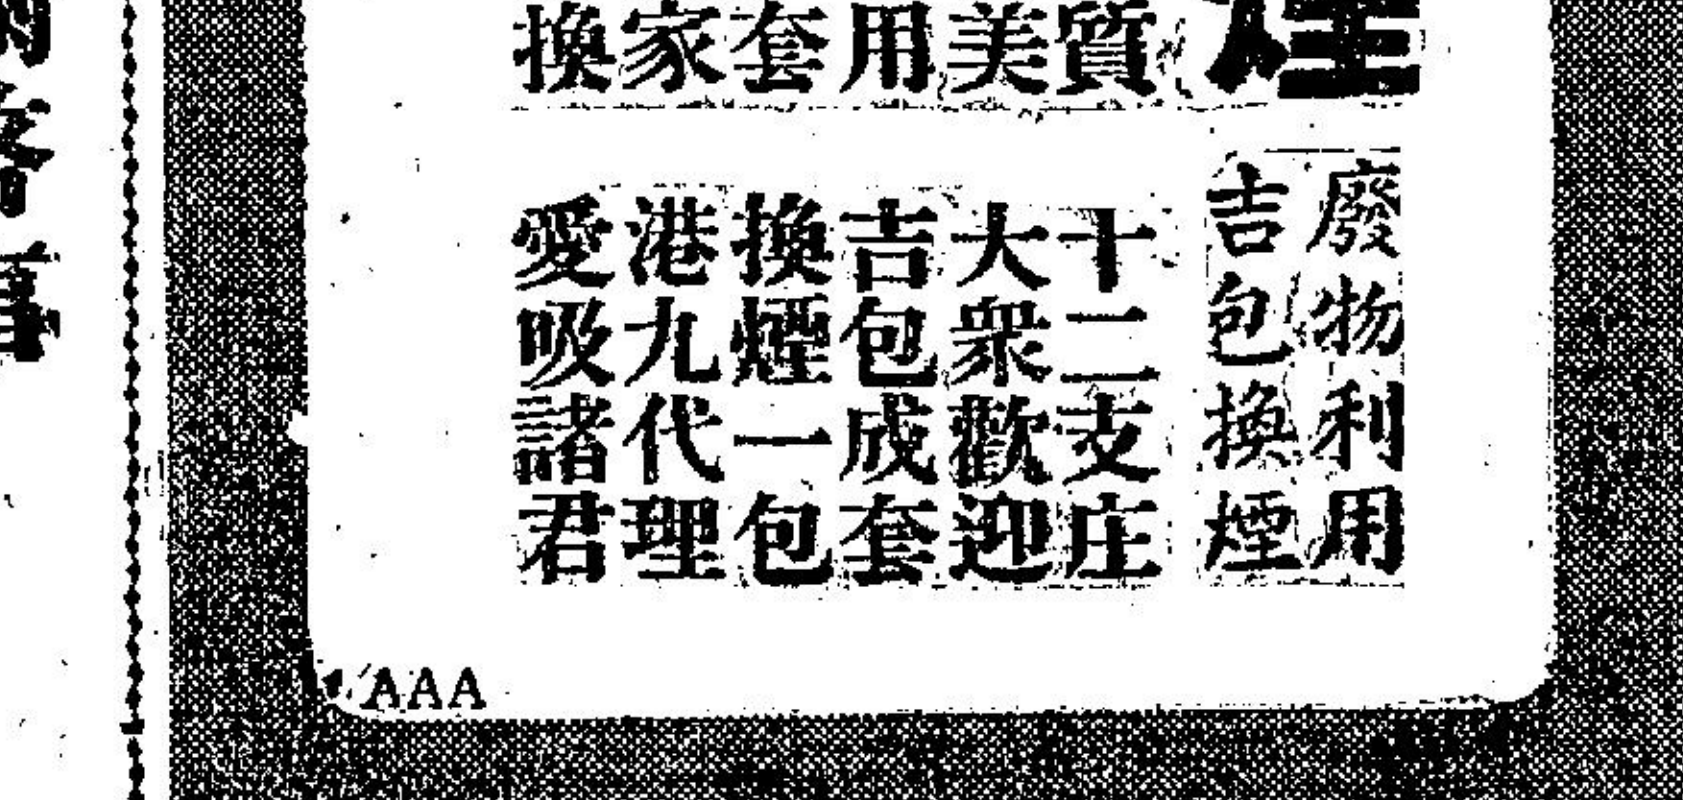 煙
質
美
用
套
家
換
廢物利用
吉包換煙
十二支庄
大衆歡迎
吉包成套
換煙一包
港九代理
愛吸諸君
AAA